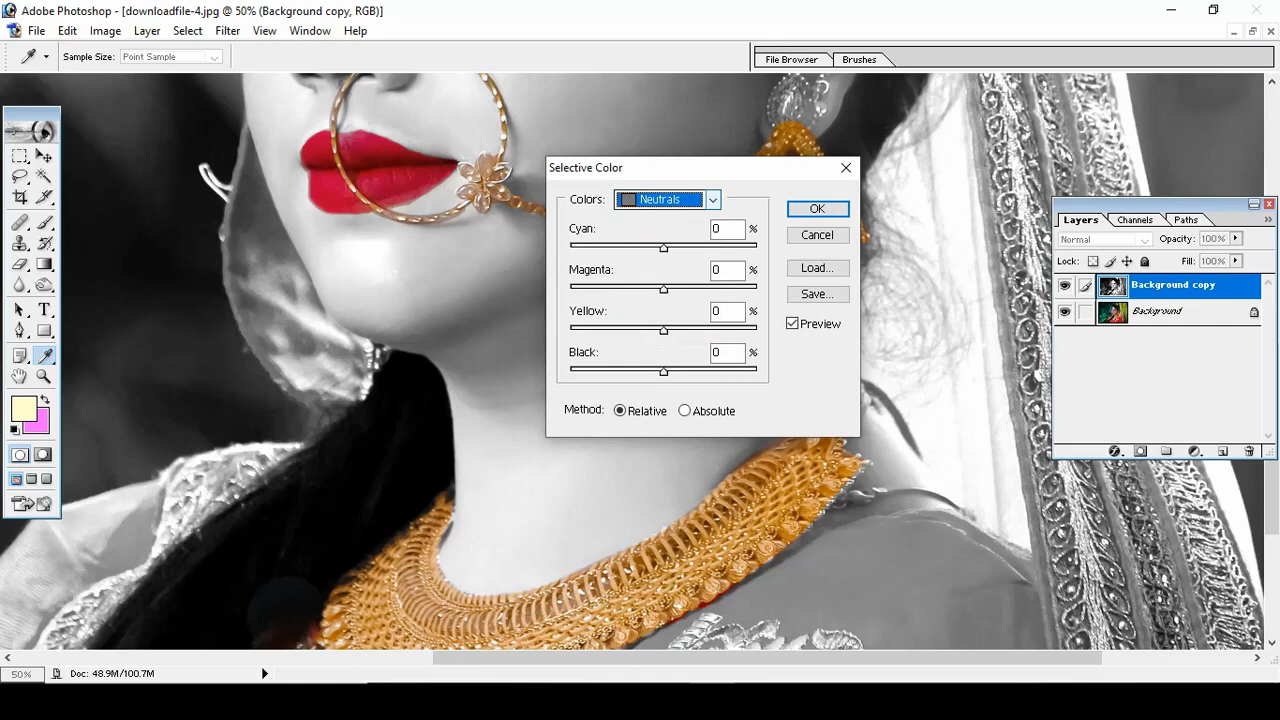 Adobe Photoshop - [downloadfile-4.jpg @ 50% (Background copy, RGB)]
File Edit Image Layer Select Filter View Window Help
Sample Size: Point Sample
File Browser Brushes
Selective Color
Colors: Neutrals
Cyan: 0 %
Magenta: 0 %
Yellow: 0 %
Black: 0 %
Method: Relative Absolute
OK
Cancel
Load...
Save...
Preview
Layers Channels Paths
Normal Opacity: 100%
Lock: Fill: 100%
Background copy
Background
50% Doc: 48.9M/100.7M